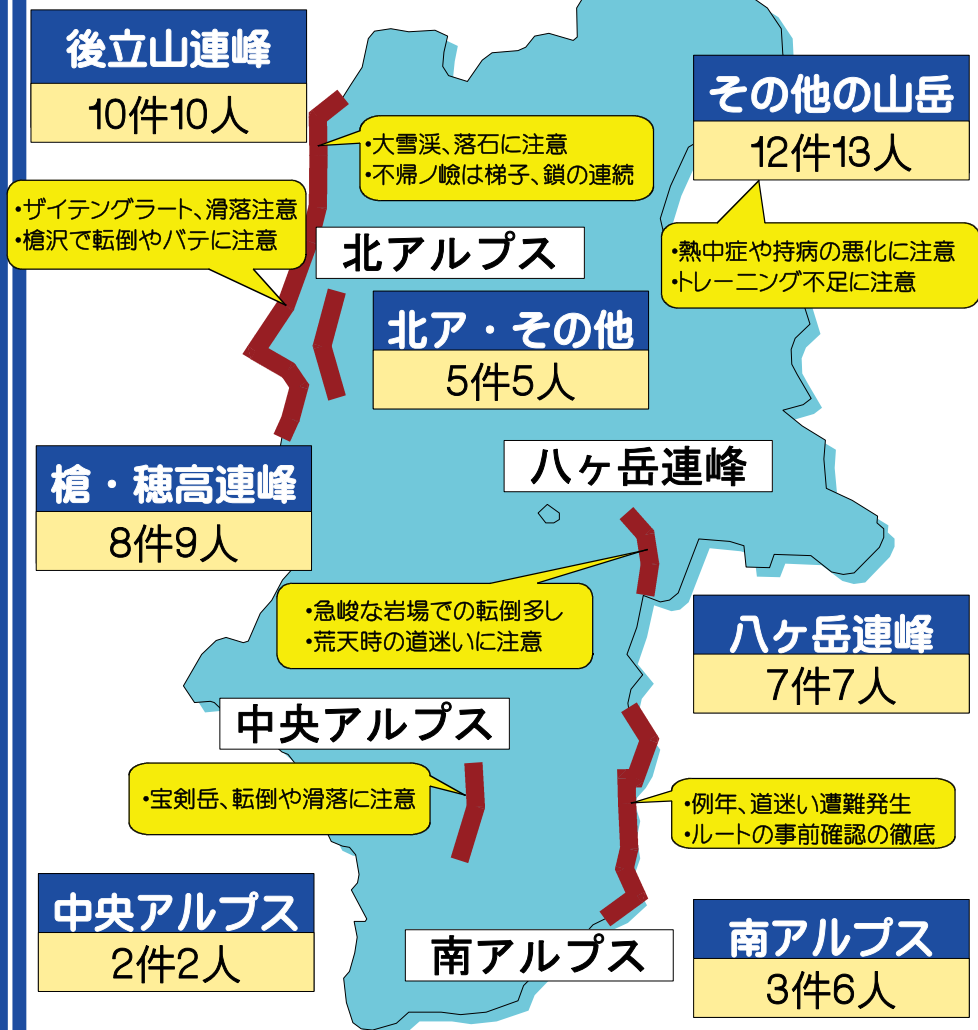 後立山連峰
10件10人
その他の山岳
12件13人
・大雪渓、落石に注意
・不帰ノ嶮は梯子、鎖の連続
・ザイテングラート、滑落注意
・槍沢で転倒やバテに注意
・熱中症や持病の悪化に注意
・トレーニング不足に注意
北アルプス
北ア・その他
5件5人
八ヶ岳連峰
槍・穂高連峰
8件9人
・急峻な岩場での転倒多し
・荒天時の道迷いに注意
八ヶ岳連峰
7件7人
中央アルプス
・宝剣岳、転倒や滑落に注意
・例年、道迷い遭難発生
・ルートの事前確認の徹底
中央アルプス
2件2人
南アルプス
南アルプス
3件6人